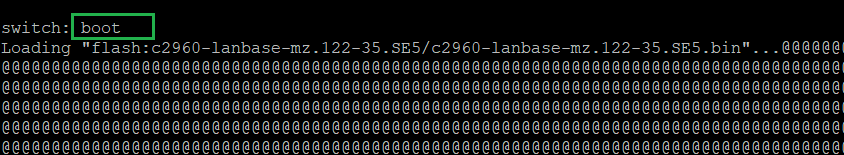 switch: boot
Loading "flash:c2960-lanbase-mz.122-35.SE5/c2960-lanbase-mz.122-35.SE5.bin"...@@@@@@
@@@@@@@@@@@@@@@@@@@@@@@@@@@@@@@@@@@@@@@@@@@@@@@@@@@@@@@@@@@@@@@@@@@@@@@@@@@@@@@@@@@@
@@@@@@@@@@@@@@@@@@@@@@@@@@@@@@@@@@@@@@@@@@@@@@@@@@@@@@@@@@@@@@@@@@@@@@@@@@@@@@@@@@@@
@@@@@@@@@@@@@@@@@@@@@@@@@@@@@@@@@@@@@@@@@@@@@@@@@@@@@@@@@@@@@@@@@@@@@@@@@@@@@@@@@@@@
@@@@@@@@@@@@@@@@@@@@@@@@@@@@@@@@@@@@@@@@@@@@@@@@@@@@@@@@@@@@@@@@@@@@@@@@@@@@@@@@@@@@
@@@@@@@@@@@@@@@@@@@@@@@@@@@@@@@@@@@@@@@@@@@@@@@@@@@@@@@@@@@@@@@@@@@@@@@@@@@@@@@@@@@@